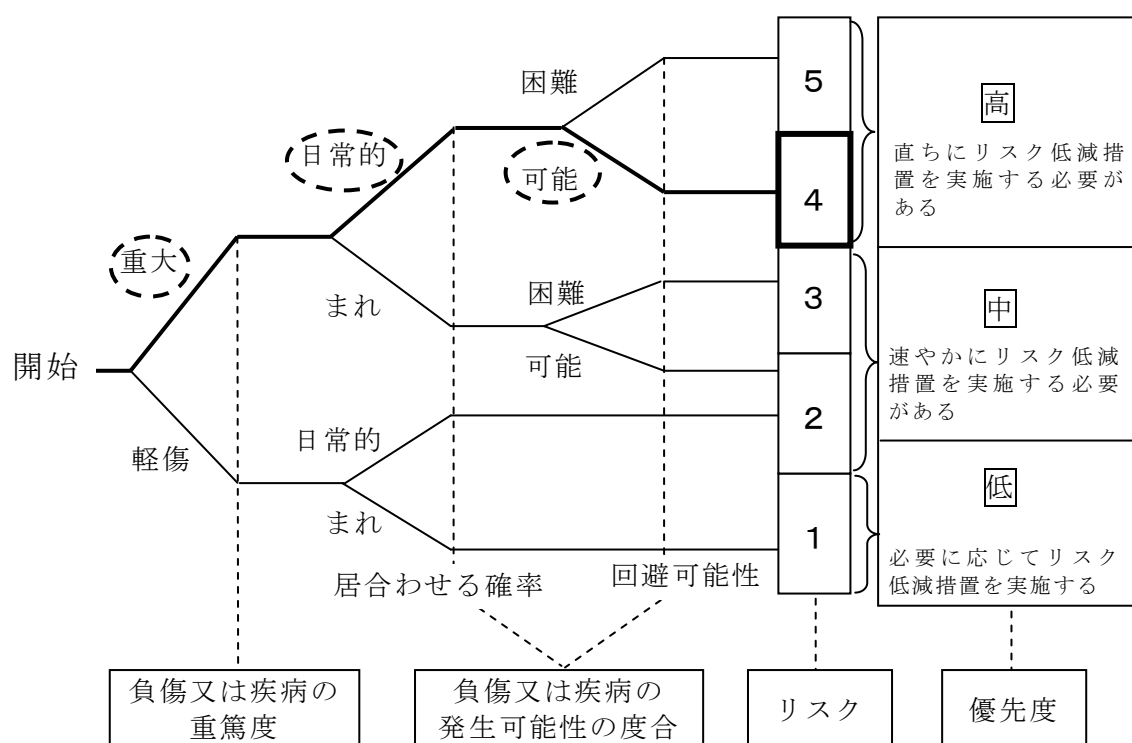 困難
5
高
直ちにリスク低減措
置を実施する必要が
ある
日常的
可能
4
重大
まれ
困難
3
中
速やかにリスク低減
措置を実施する必要
がある
開始
可能
日常的
2
軽傷
まれ
1
低
必要に応じてリスク
低減措置を実施する
居合わせる確率
回避可能性
負傷又は疾病の
重篤度
負傷又は疾病の
発生可能性の度合
リスク
優先度